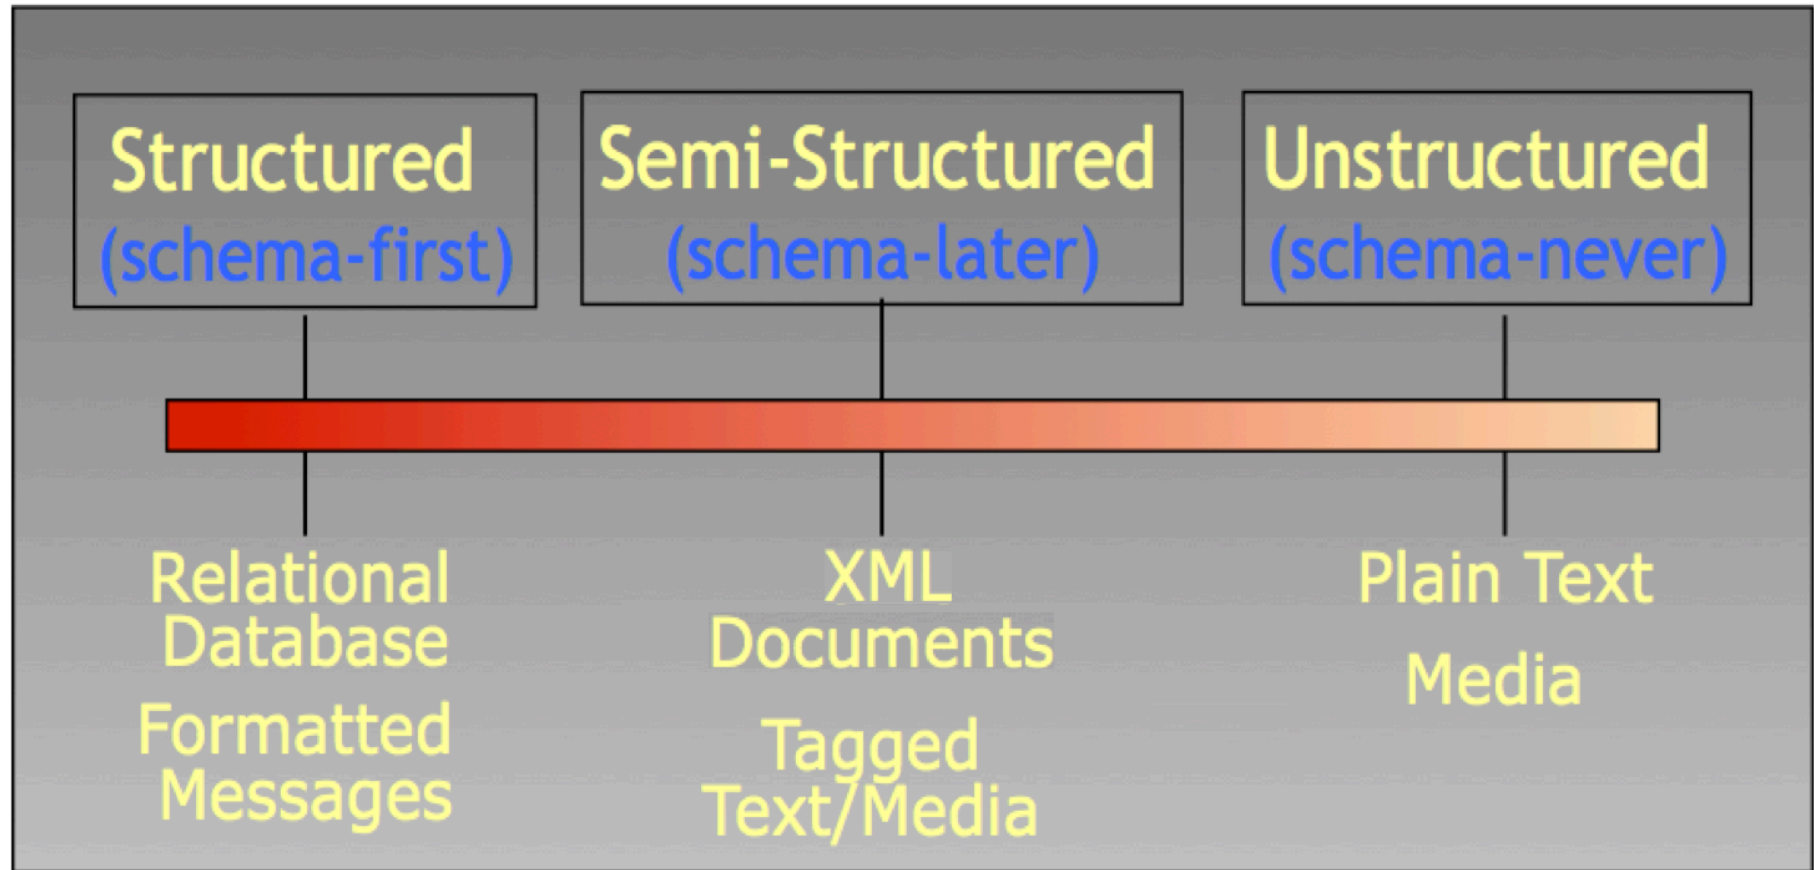 Structured
(schema-first)
Semi-Structured
(schema-later)
Unstructured
(schema-never)
Relational
Database
Formatted
Messages
XML
Documents
Tagged
Text/Media
Plain Text
Media